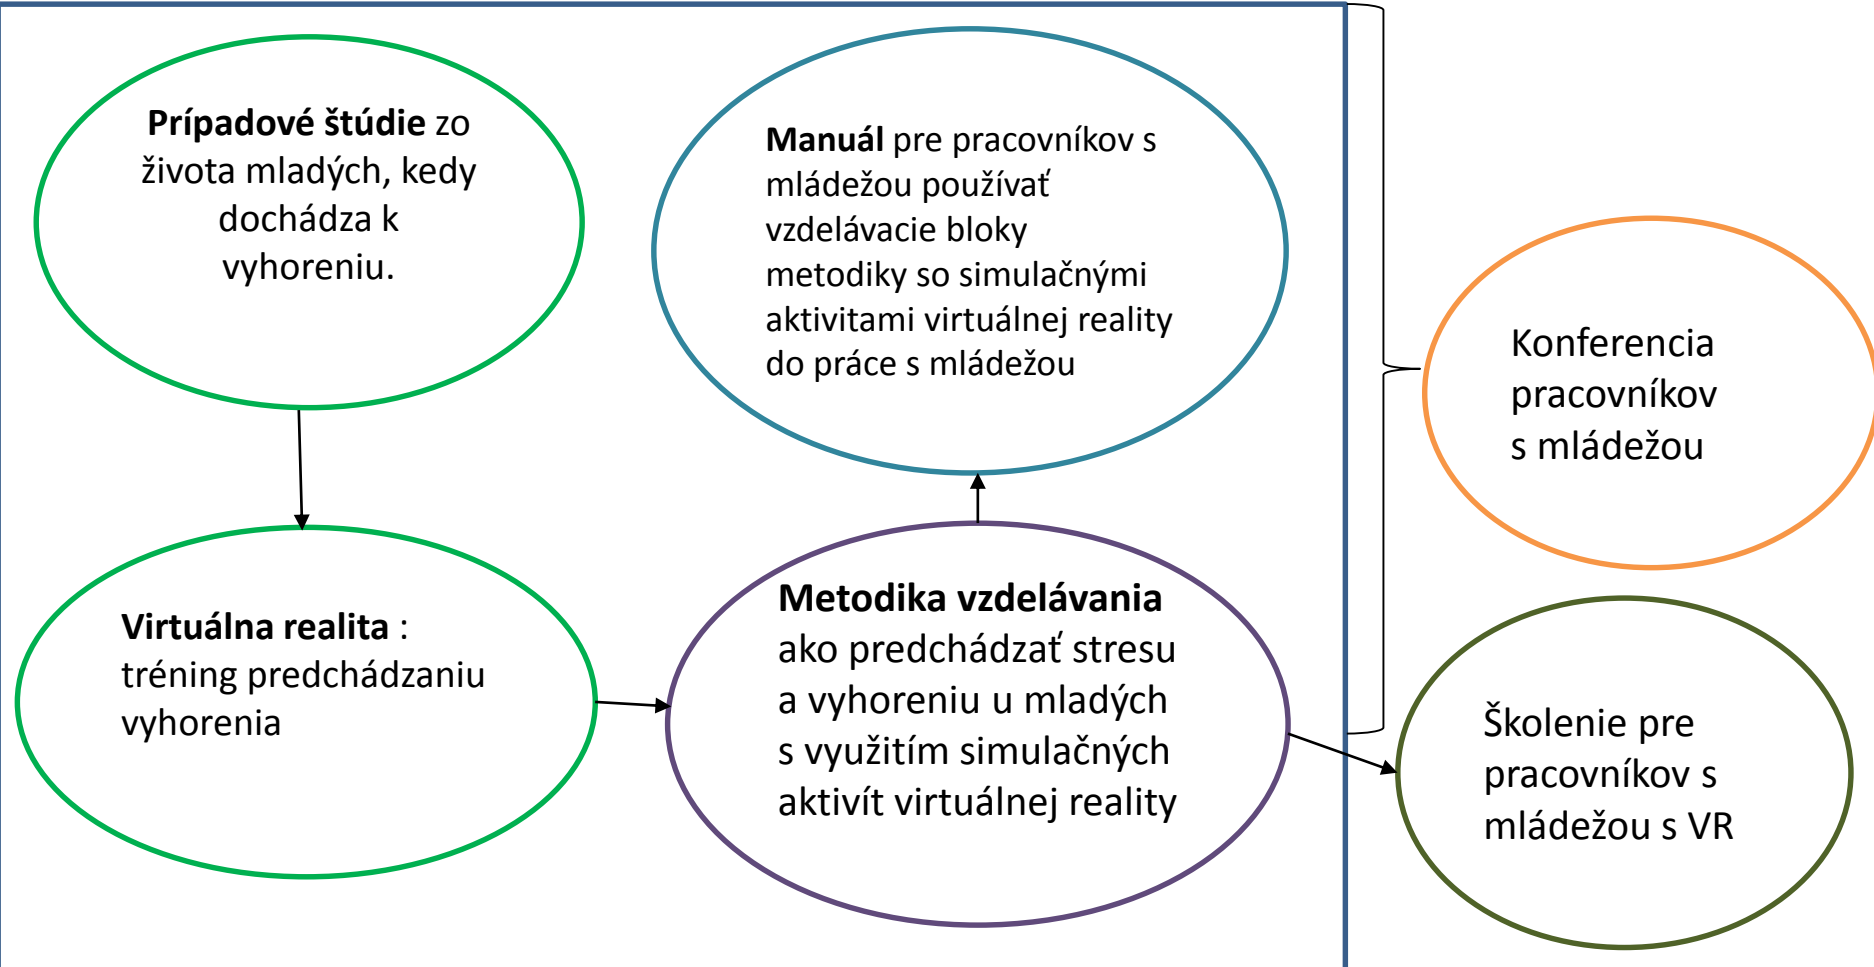 Prípadové štúdie zo
života mladých, kedy
dochádza k
vyhoreniu.
Manuál pre pracovníkov s
mládežou používať
vzdelávacie bloky
metodiky so simulačnými
aktivitami virtuálnej reality
do práce s mládežou
Konferencia
pracovníkov
s mládežou
Virtuálna realita :
tréning predchádzaniu
vyhorenia
Metodika vzdelávania
ako predchádzať stresu
a vyhoreniu u mladých
s využitím simulačných
aktivít virtuálnej reality
Školenie pre
pracovníkov s
mládežou s VR